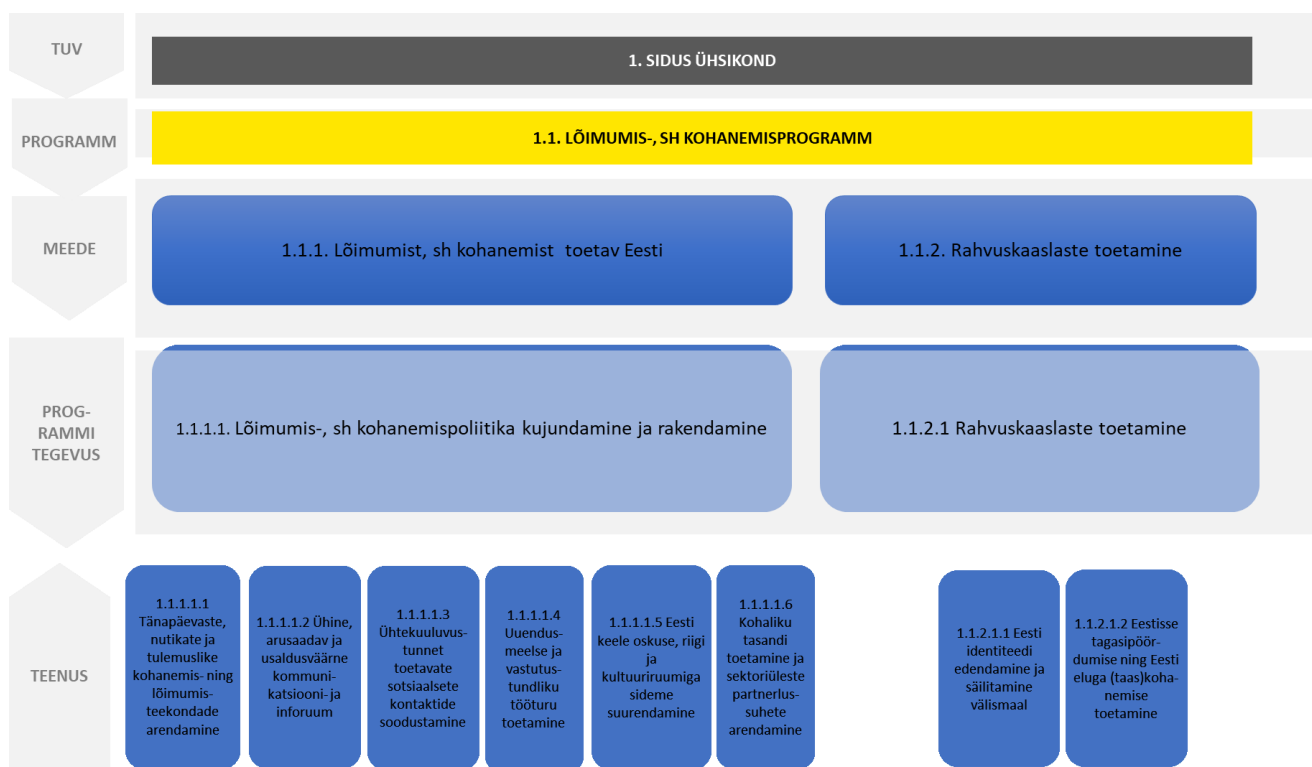 TUV
1. SIDUS ÜHSIKOND
PROGRAMM
1.1. LÕIMUMIS-, SH KOHANEMISPROGRAMM
MEEDE
1.1.1. Lõimumist, sh kohanemist toetav Eesti
1.1.2. Rahvuskaaslaste toetamine
PROG-
RAMMI
TEGEVUS
1.1.1.1. Lõimumis-, sh kohanemispoliitika kujundamine ja rakendamine
1.1.2.1 Rahvuskaaslaste toetamine
TEENUS
1.1.1.1.1
Tänapäevaste,
nutikate ja
tulemuslike
kohanemis- ning
lõimumis-
teekondade
arendamine
1.1.1.1.2 Ühine,
arusaadav ja
usaldusväärne
kommuni-
katsiooni- ja
inforuum
1.1.1.1.3
Ühtekuuluvus-
tunnet
toetavate
sotsiaalsete
kontaktide
soodustamine
1.1.1.1.4
Uuendus-
meelse ja
vastutus-
tundliku
tööturu
toetamine
1.1.1.1.5 Eesti
keele oskuse, riigi
ja
kultuuriruumiga
sideme
suurendamine
1.1.1.1.6
Kohaliku
tasandi
toetamine ja
sektoriüleste
partnerlus-
suhete
arendamine
1.1.2.1.1 Eesti
identiteedi
edendamine ja
säilitamine
välismaal
1.1.2.1.2 Eestisse
tagasipöör-
dumise ning Eesti
eluga (taas)koha-
nemise
toetamine